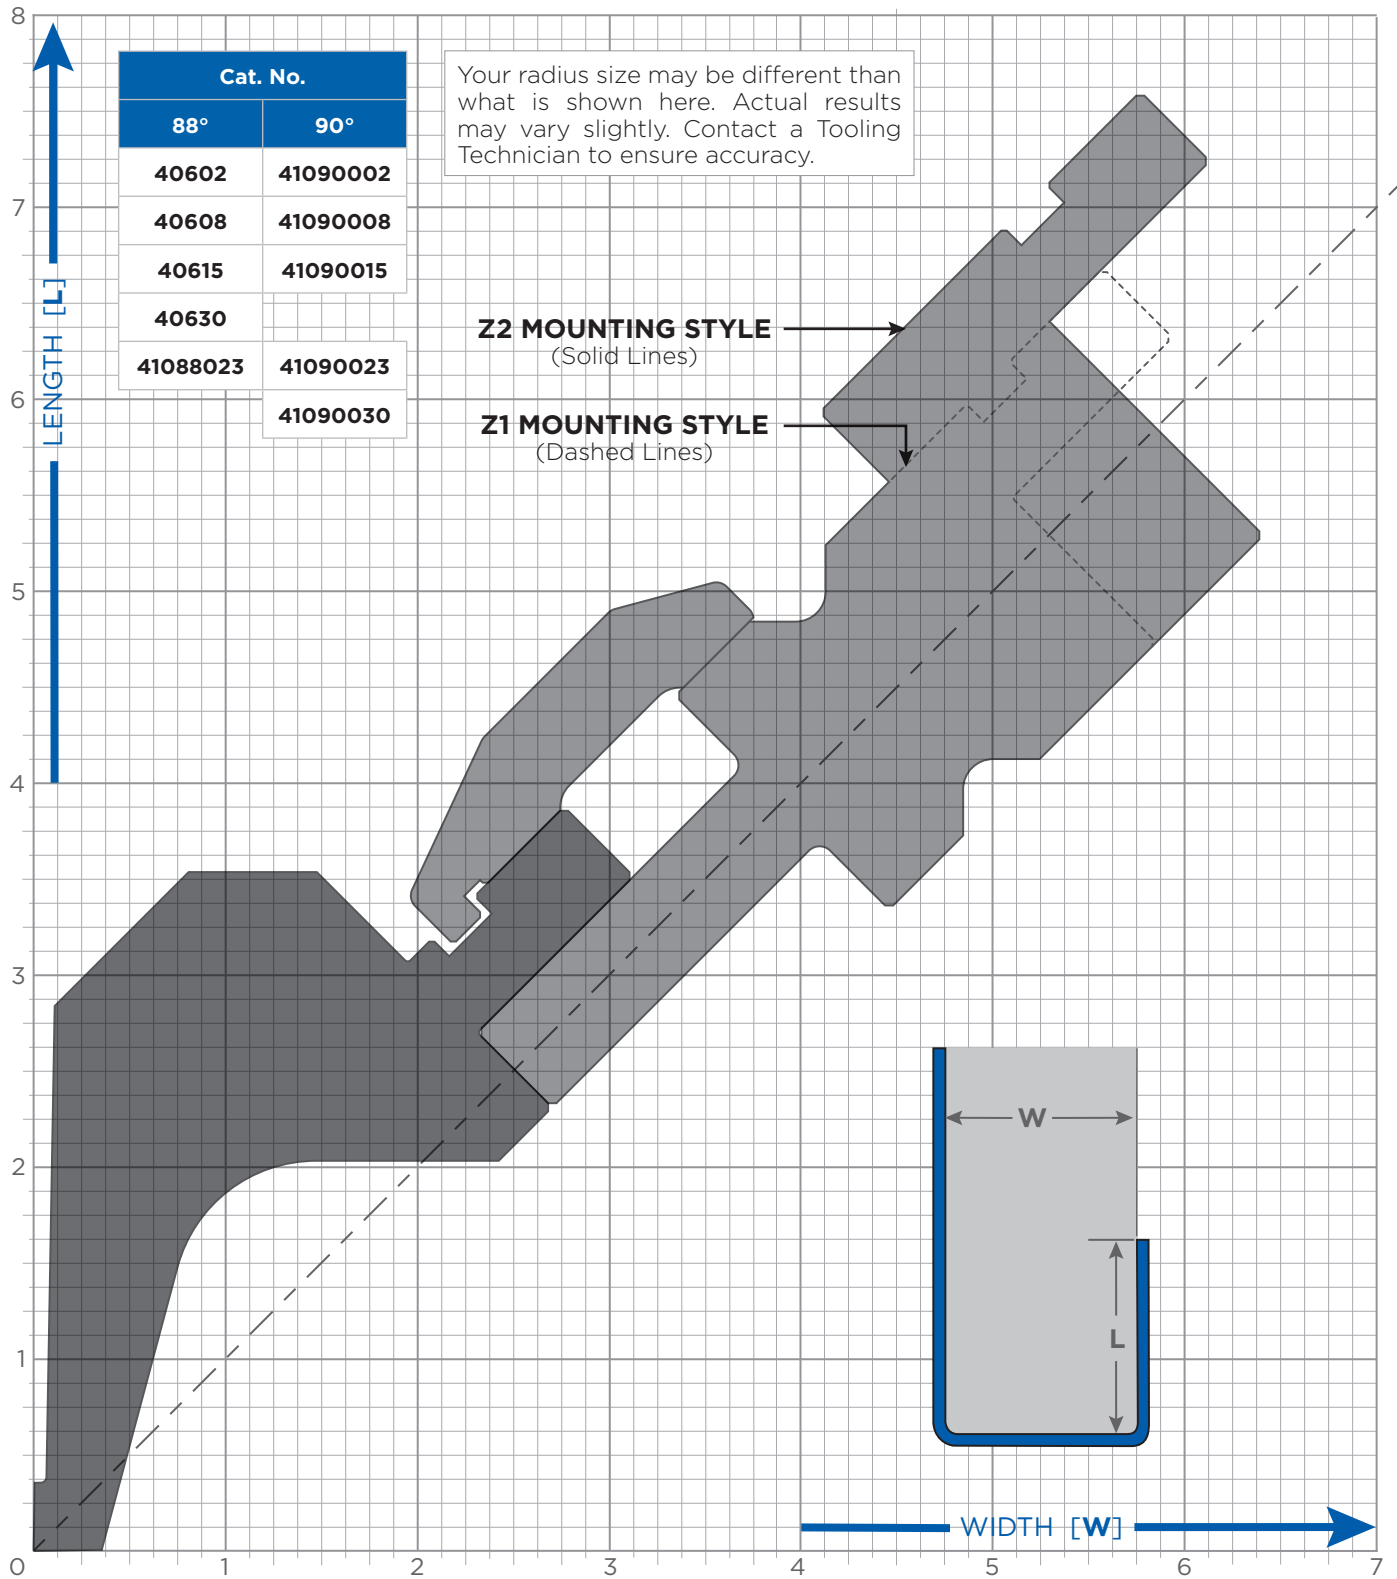 8
7
6
5
4
3
2
1
0
1
2
3
4
5
6
7
LENGTH [L]
Cat. No.
88° 90°
40602 41090002
40608 41090008
40615 41090015
40630
41088023 41090023
41090030
Your radius size may be different than
what is shown here. Actual results
may vary slightly. Contact a Tooling
Technician to ensure accuracy.
Z2 MOUNTING STYLE
(Solid Lines)
Z1 MOUNTING STYLE
(Dashed Lines)
W
L
WIDTH [W]